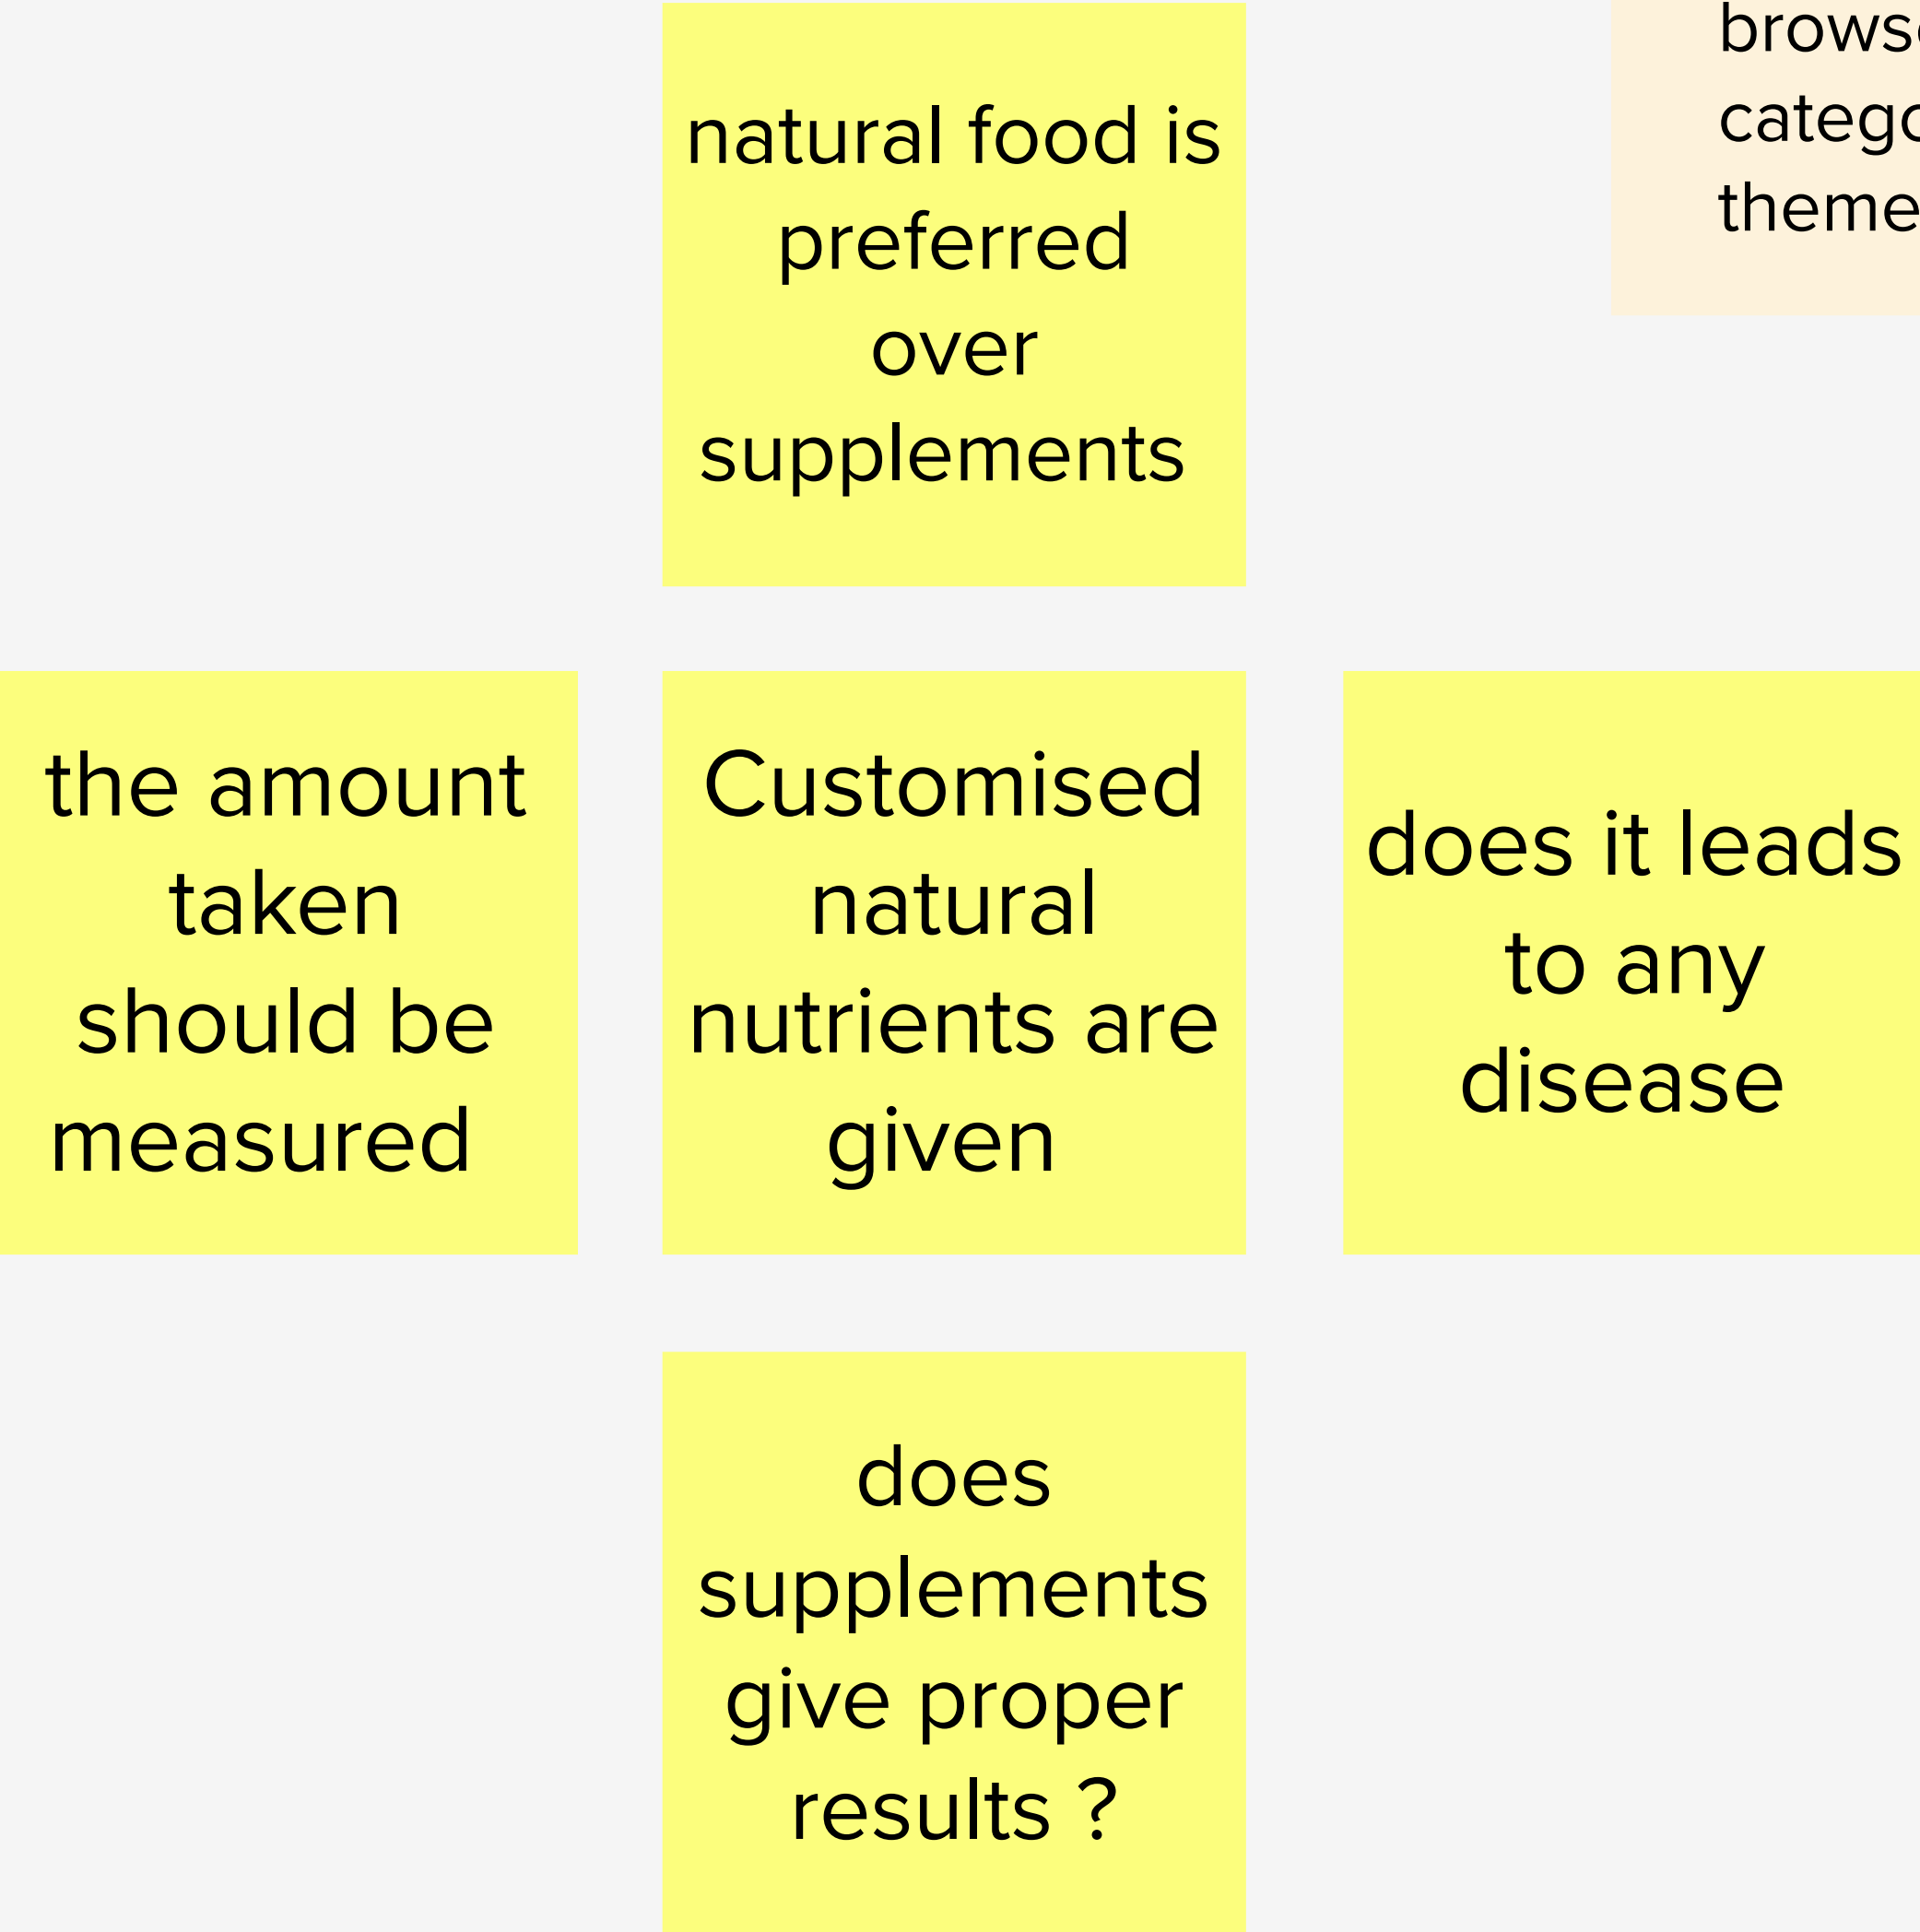 natural food is
preferred
over
supplements
the amount
taken
should be
measured
Customised
natural
nutrients are
given
does it leads
to any
disease
does
supplements
give proper
results ?